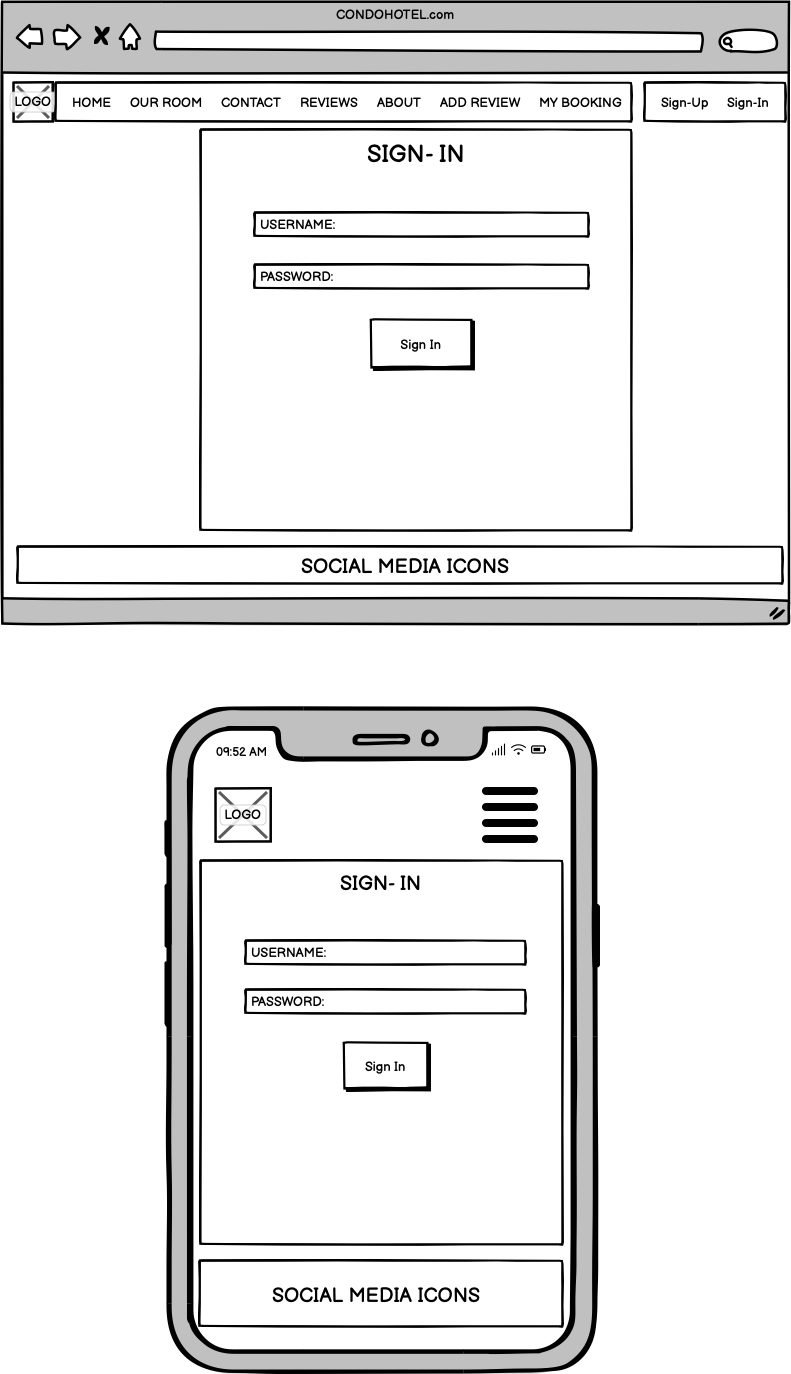 CONDOHOTEL.com
LOGO HOME OUR ROOM CONTACT REVIEWS ABOUT ADD REVIEW MY BOOKING Sign-Up Sign-In
SIGN- IN
USERNAME:
PASSWORD:
Sign In
SOCIAL MEDIA ICONS
09:52 AM
LOGO
SIGN- IN
USERNAME:
PASSWORD:
Sign In
SOCIAL MEDIA ICONS